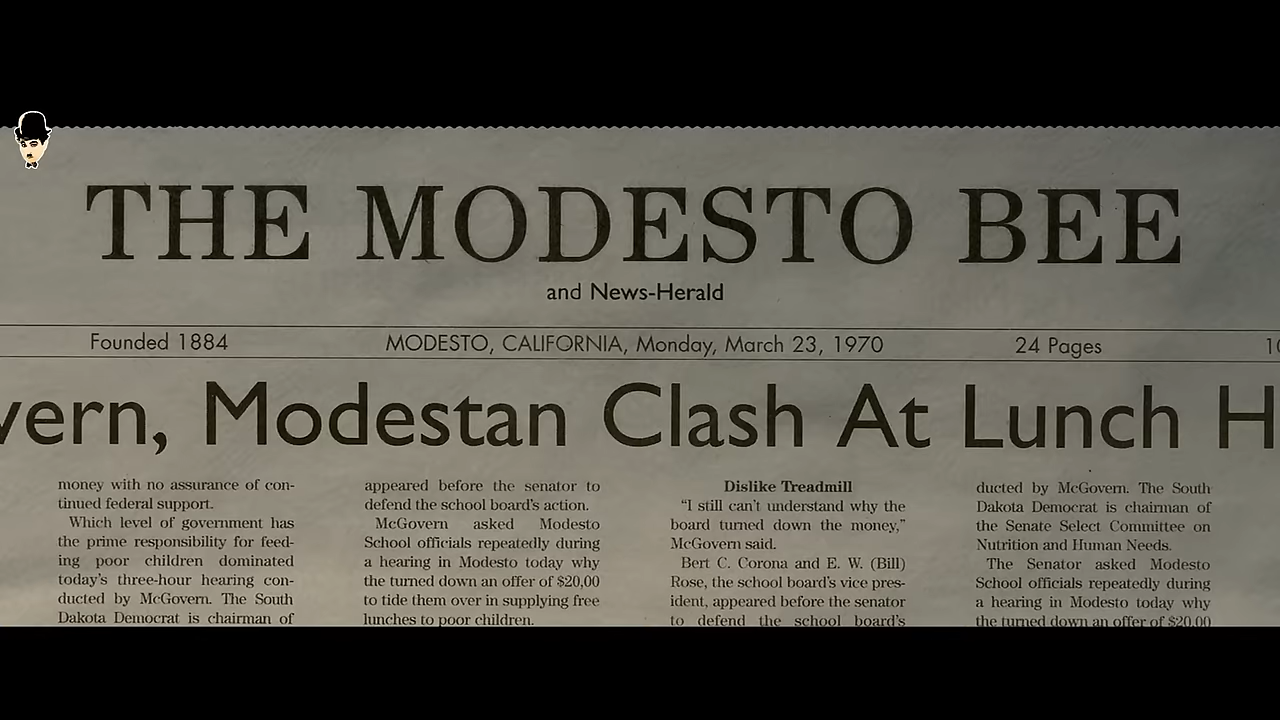 THE MODESTO BEE
and News-Herald
Founded 1884 MODESTO, CALIFORNIA, Monday, March 23, 1970 24 Pages
vern, Modestan Clash At Lunch H
money with no assurance of con-
tinued federal support.
Which level of government has
the prime responsibility for feed-
ing poor children dominated
today's three-hour hearing con-
ducted by McGovern. The South
Dakota Democrat is chairman of
appeared before the senator to
defend the school board's action.
McGovern asked Modesto
School officials repeatedly during
a hearing in Modesto today why
the turned down an offer of $20,00
to tide them over in supplying free
lunches to poor children.
Dislike Treadmill
"I still can't understand why the
board turned down the money,"
McGovern said.
Bert C. Corona and E. W. (Bill)
Rose, the school board's vice pres-
ident, appeared before the senator
to defend the school board's
ducted by McGovern. The South
Dakota Democrat is chairman of
the Senate Select Committee on
Nutrition and Human Needs.
The Senator asked Modesto
School officials repeatedly during
a hearing in Modesto today why
the turned down an offer of $20,00